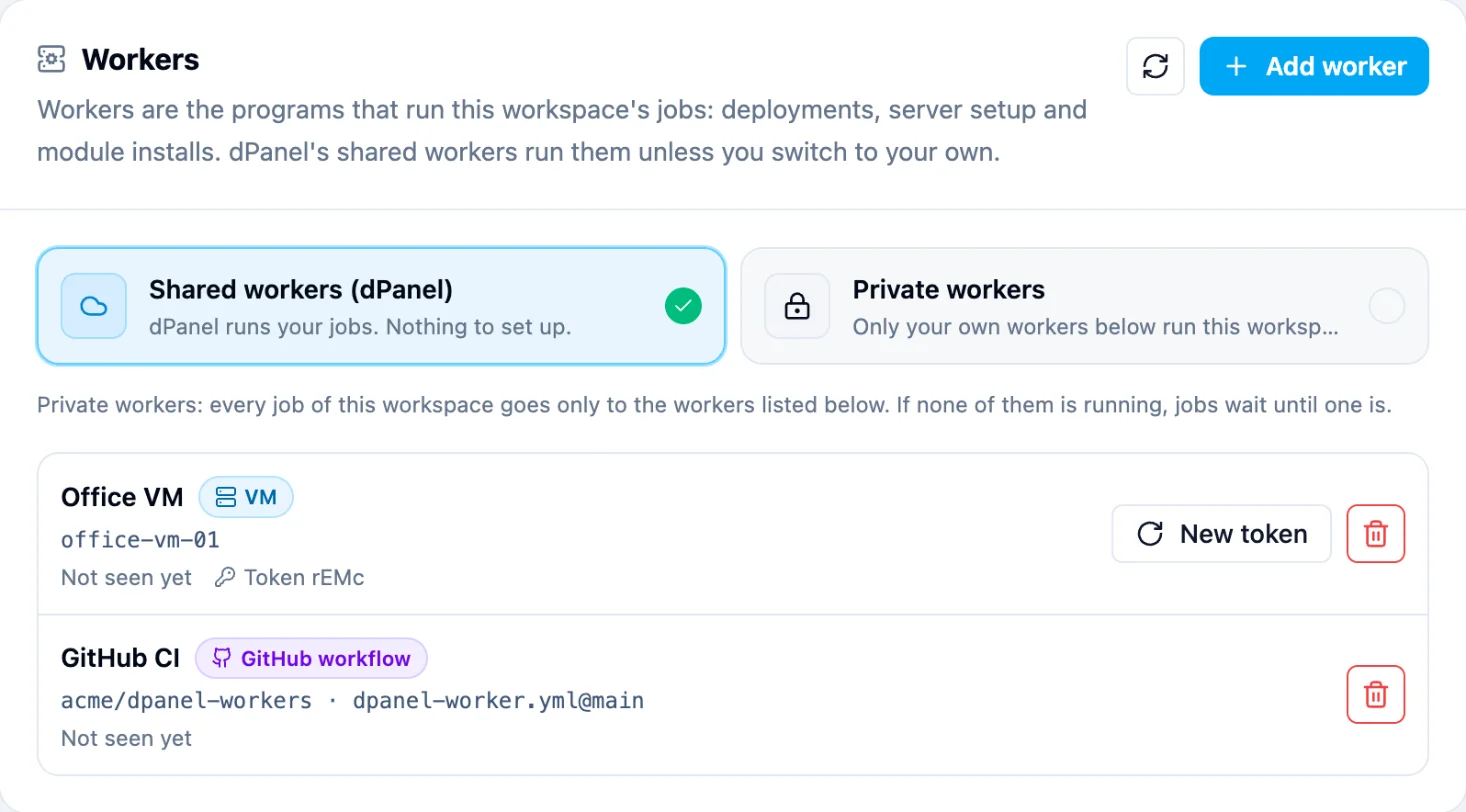 Workers
Add worker
Workers are the programs that run this workspace's jobs: deployments, server setup and
module installs. dPanel's shared workers run them unless you switch to your own.
Shared workers (dPanel)
dPanel runs your jobs. Nothing to set up.
Private workers
Only your own workers below run this worksp...
Private workers: every job of this workspace goes only to the workers listed below. If none of them is running, jobs wait until one is.
Office VM
VM
office-vm-01
Not seen yet
Token rEMc
New token
GitHub CI
GitHub workflow
acme/dpanel-workers · dpanel-worker.yml@main
Not seen yet